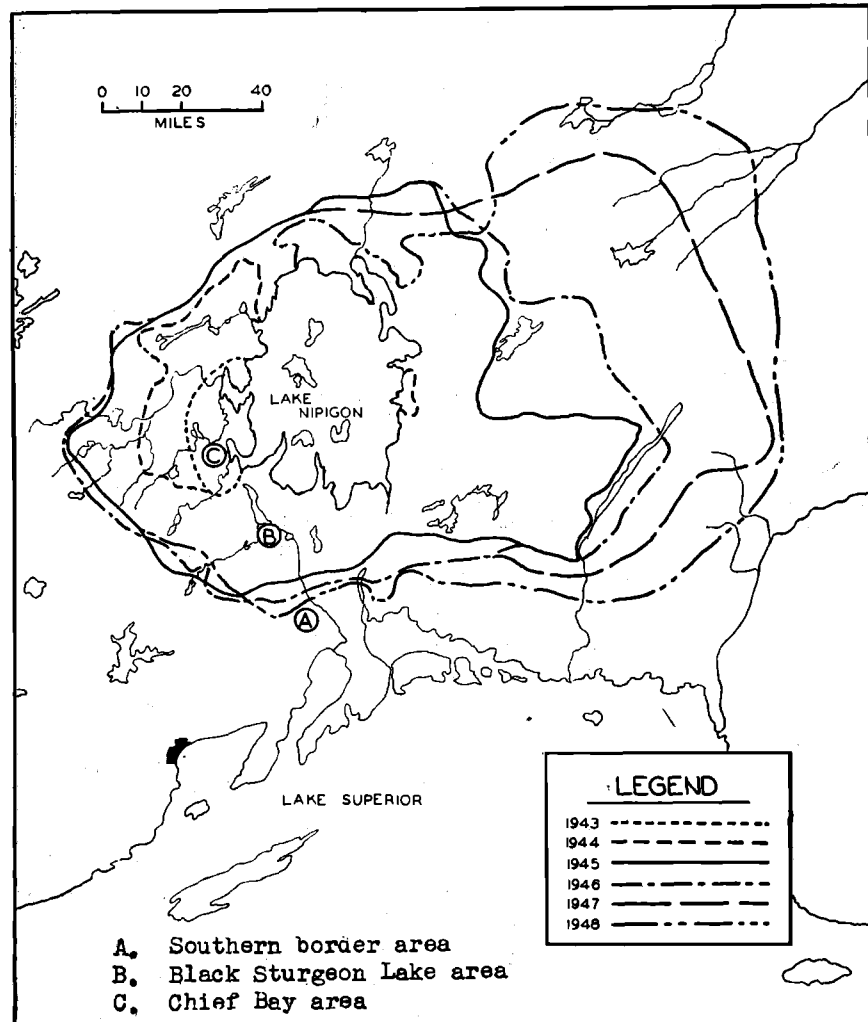 0 10 20 40
MILES
LAKE
NIPIGON
C
B
A
LAKE SUPERIOR
LEGEND
1943
1944
1945
1946
1947
1948
A. Southern border area
B. Black Sturgeon Lake area
C. Chief Bay area